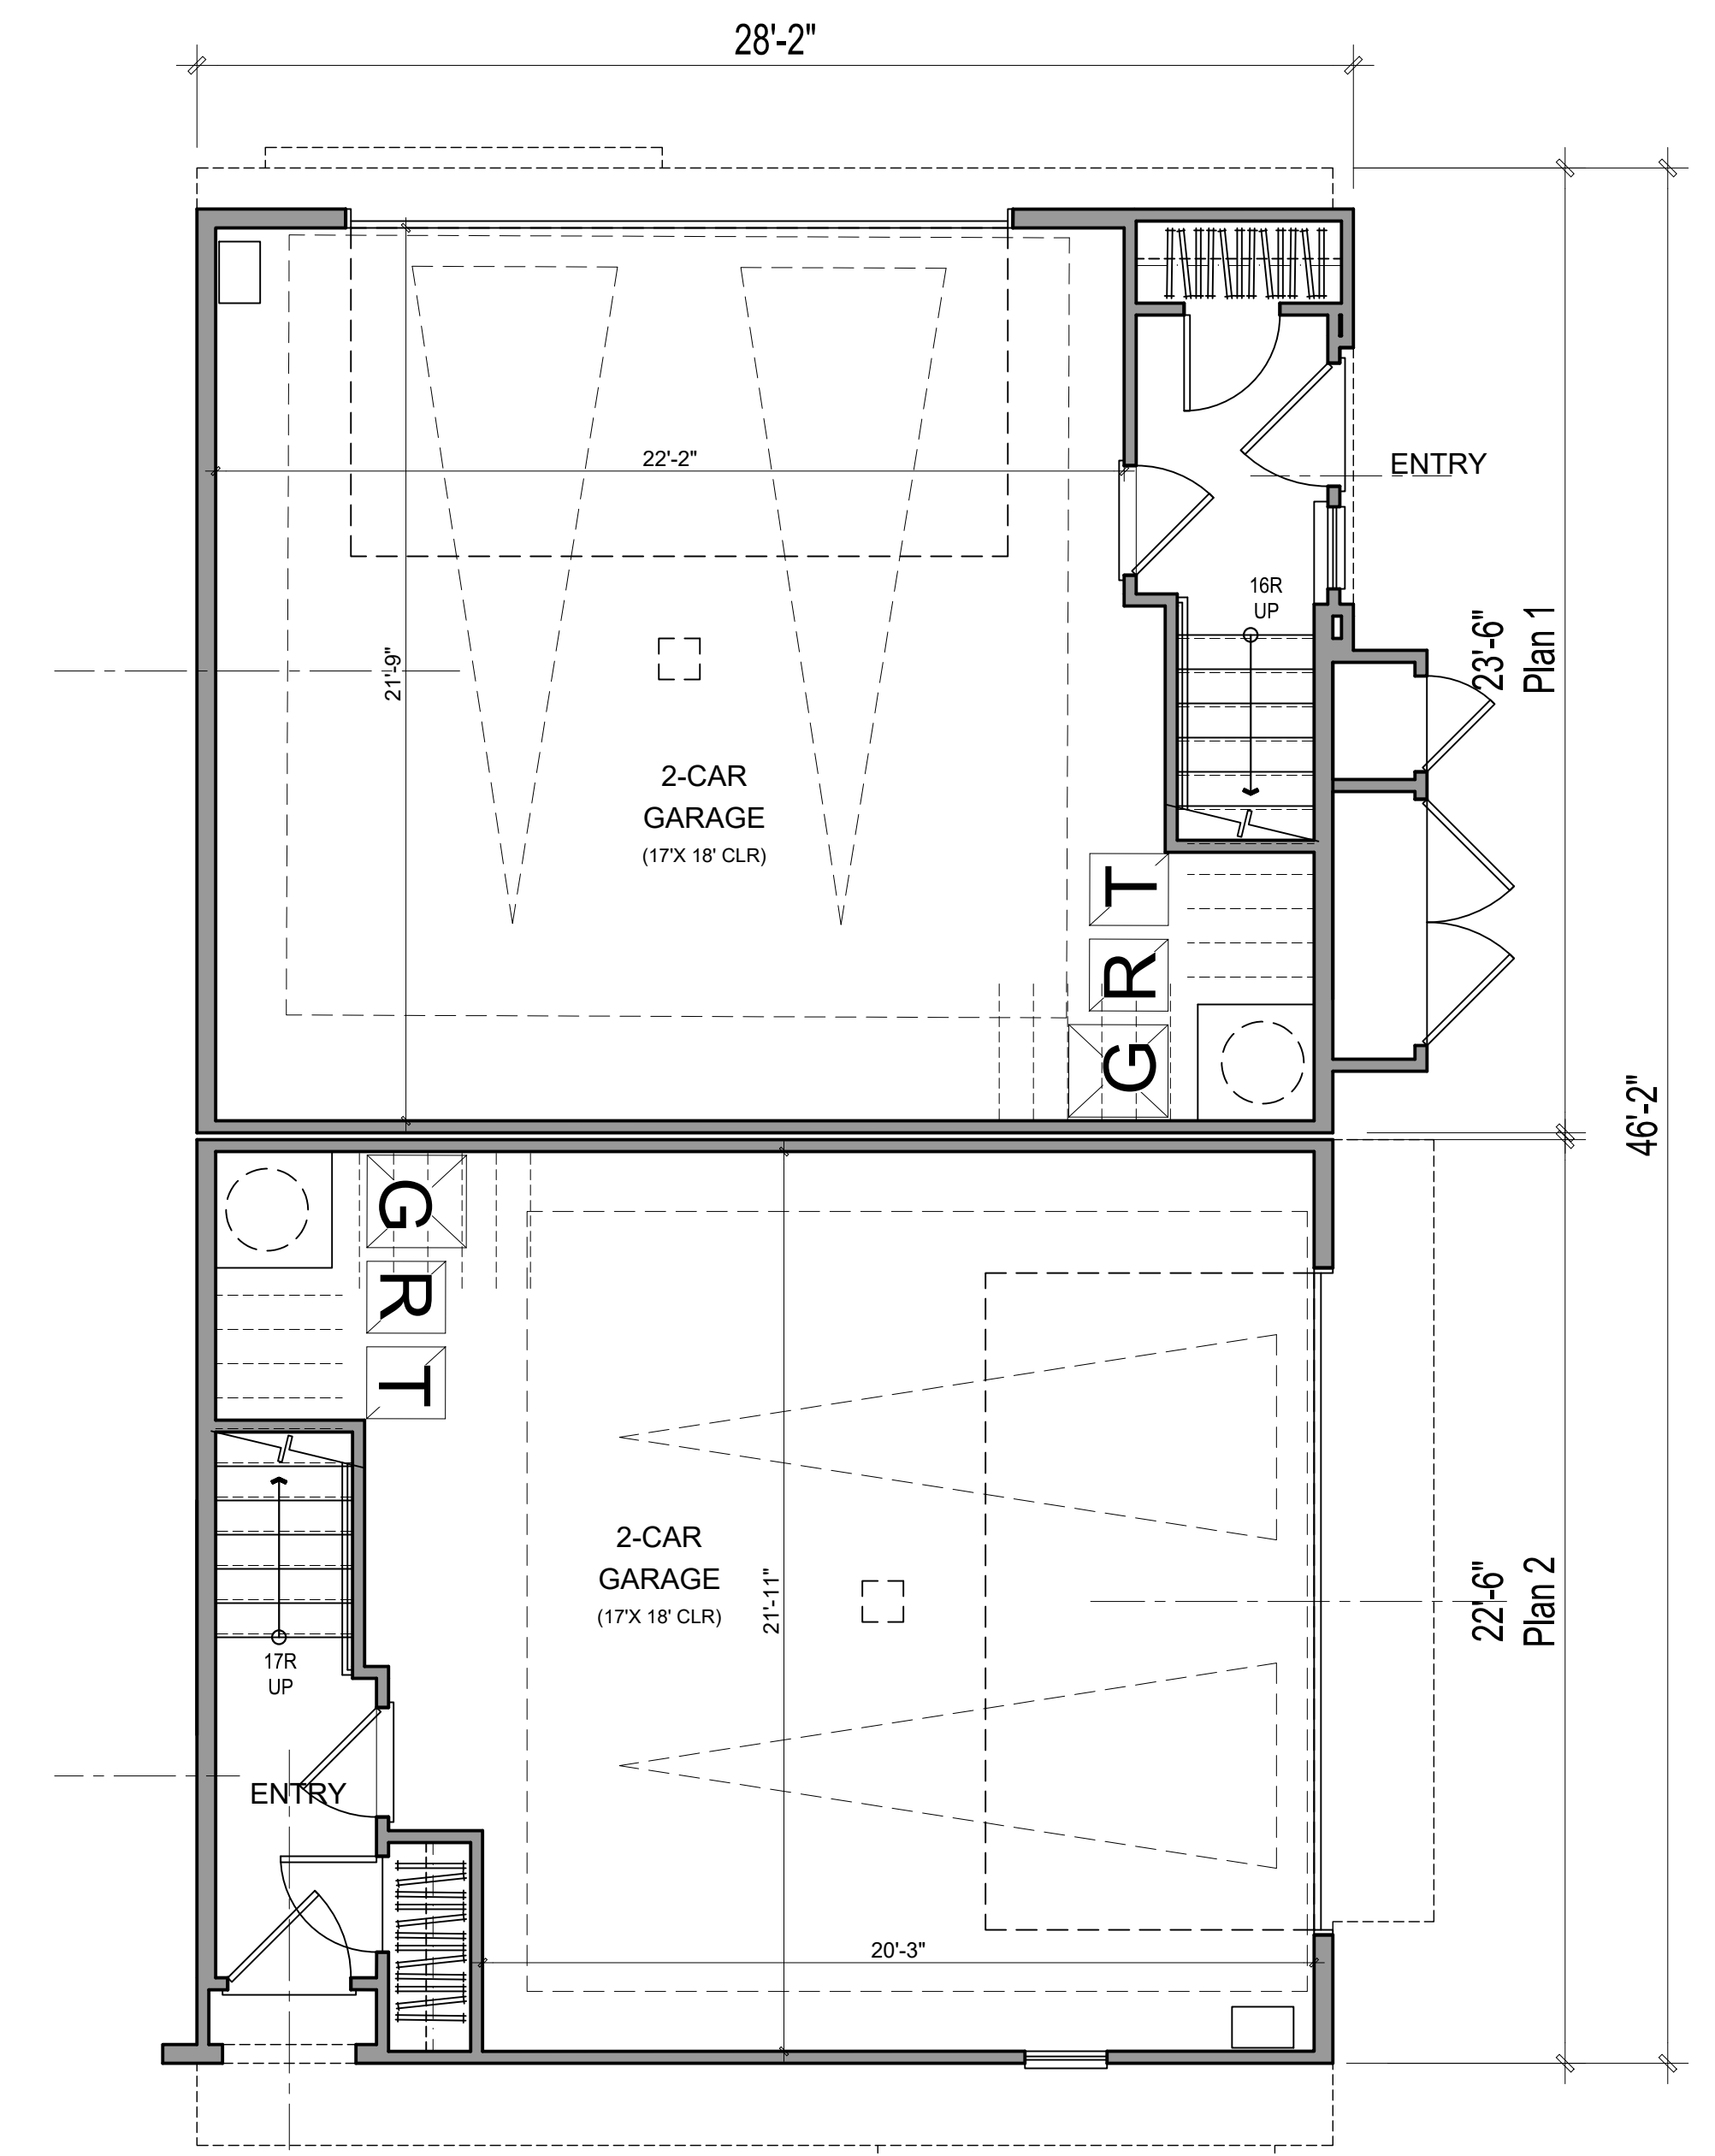 28'-2"
22'-2"
ENTRY
16R
UP
23'-6"
Plan 1
21'-9"
2-CAR
GARAGE
(17'X 18' CLR)
T
R
G
46'-2"
G
R
T
2-CAR
GARAGE
(17'X 18' CLR)
21'-11"
22'-6"
Plan 2
17R
UP
ENTRY
20'-3"